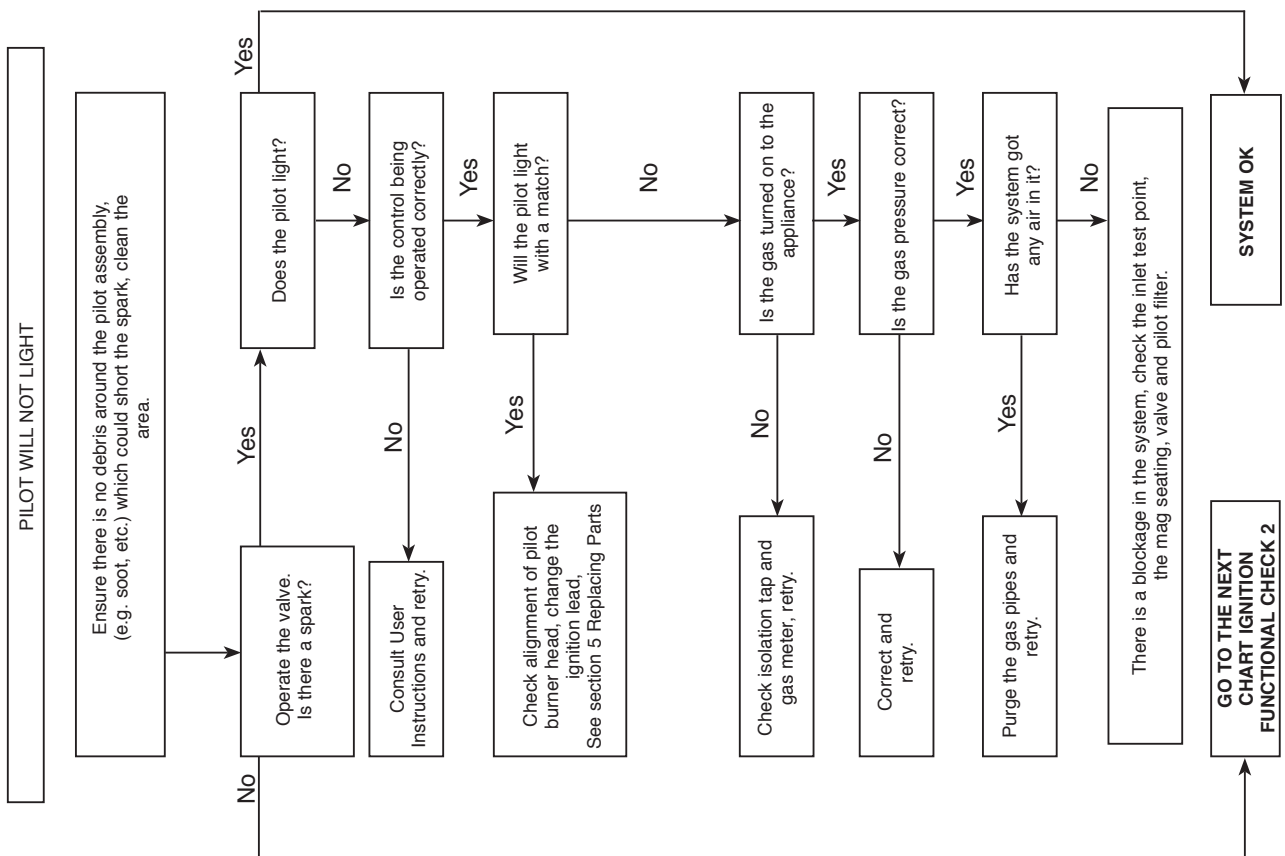 PILOT WILL NOT LIGHT
Ensure there is no debris around the pilot assembly,
(e.g. soot, etc.) which could short the spark, clean the
area.
Operate the valve.
Is there a spark?
No
Yes
Does the pilot light?
Yes
No
Is the control being
operated correctly?
No
Consult User
Instructions and retry.
Yes
Will the pilot light
with a match?
Yes
Check alignment of pilot
burner head, change the
ignition lead,
See section 5 Replacing Parts
No
Is the gas turned on to the
appliance?
No
Check isolation tap and
gas meter, retry.
Yes
Is the gas pressure correct?
No
Correct and
retry.
Yes
Has the system got
any air in it?
Yes
Purge the gas pipes and
retry.
No
There is a blockage in the system, check the inlet test point,
the mag seating, valve and pilot filter.
GO TO THE NEXT
CHART IGNITION
FUNCTIONAL CHECK 2
SYSTEM OK